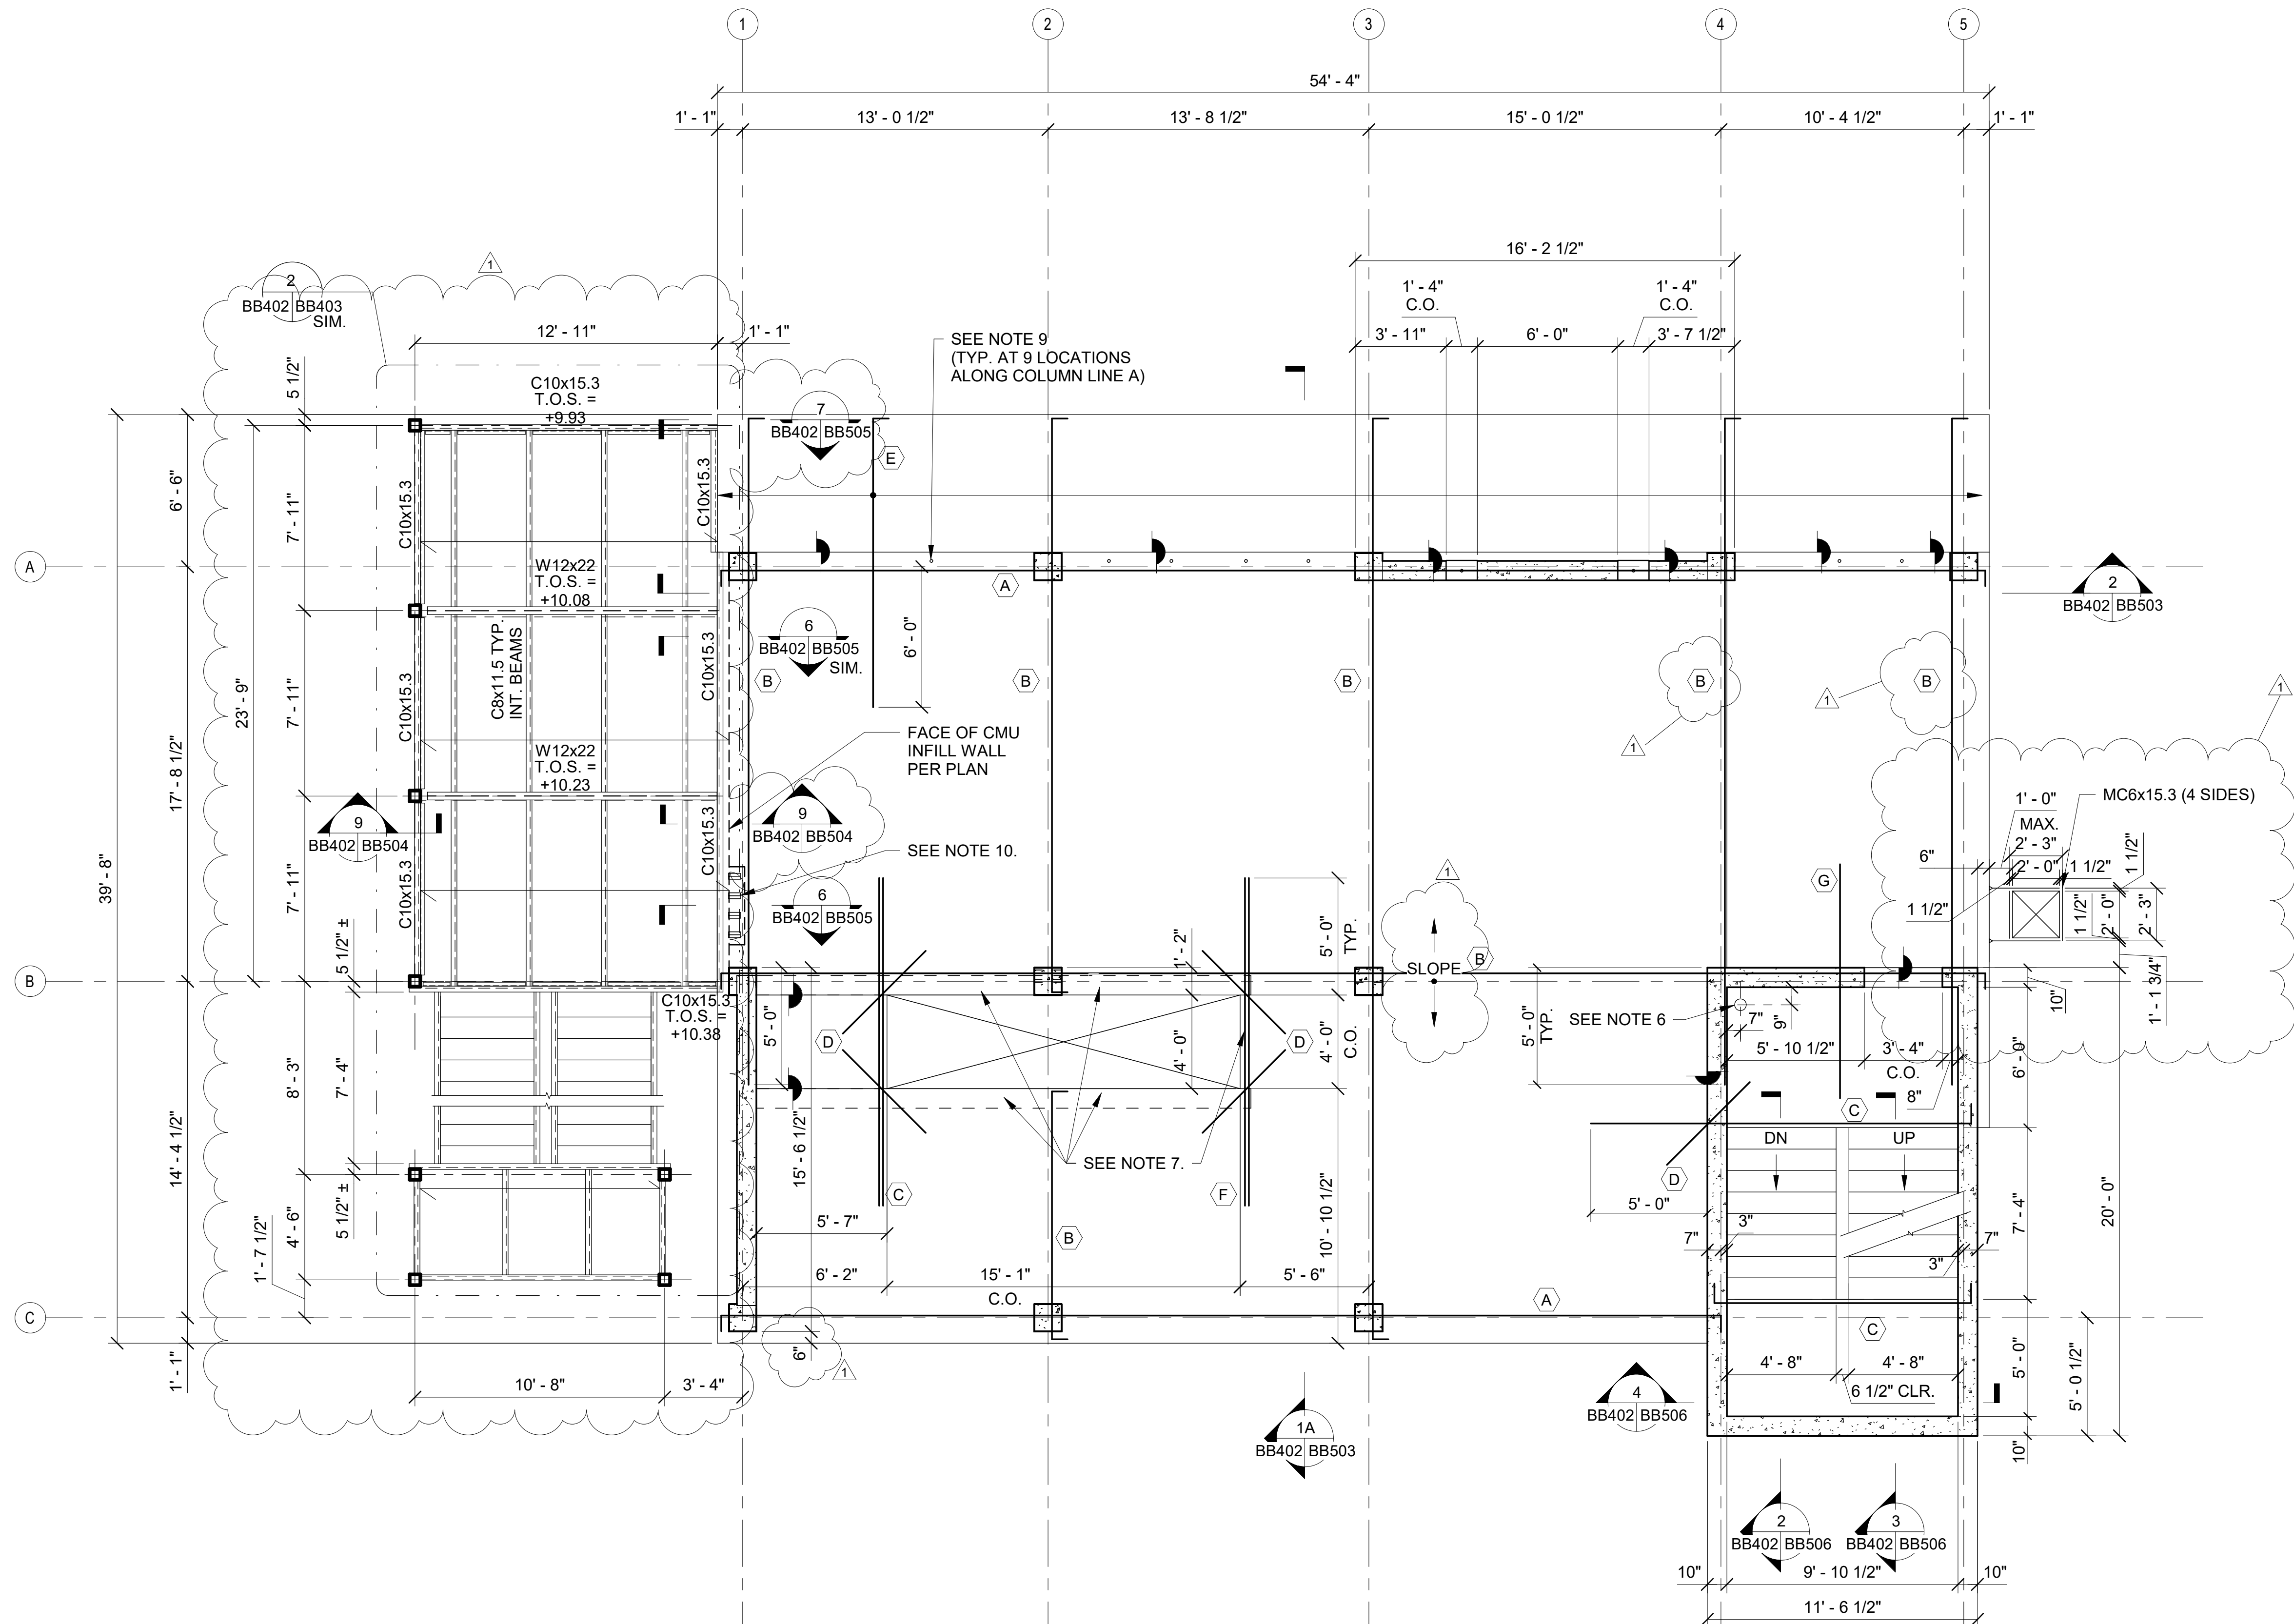 1
2
3
4
5
54' - 4"
1' - 1"
13' - 0 1/2"
13' - 8 1/2"
15' - 0 1/2"
10' - 4 1/2"
1' - 1"
16' - 2 1/2"
1' - 4"
C.O.
1' - 4"
C.O.
3' - 11"
6' - 0"
3' - 7 1/2"
1
2
BB402 BB403
SIM.
12' - 11"
1' - 1"
SEE NOTE 9
(TYP. AT 9 LOCATIONS
ALONG COLUMN LINE A)
C10x15.3
T.O.S. =
+9.93
7
BB402 BB505
E
5 1/2"
6' - 6"
7' - 11"
C10x15.3
C10x15.3
A
W12x22
T.O.S. =
+10.08
A
2
BB402 BB503
C8x11.5 TYP.
INT. BEAMS
6
BB402 BB505
SIM.
6' - 0"
C10x15.3
C10x15.3
B
B
B
B
B
1
1
1
39' - 8"
17' - 8 1/2"
23' - 9"
7' - 11"
W12x22
T.O.S. =
+10.23
FACE OF CMU
INFILL WALL
PER PLAN
9
BB402 BB504
9
BB402 BB504
C10x15.3
C10x15.3
7' - 11"
SEE NOTE 10.
6
BB402 BB505
1
G
MC6x15.3 (4 SIDES)
1' - 0"
MAX.
2' - 3"
6"
2' - 0"
1 1/2"
1 1/2"
1 1/2"
1 1/2"
2' - 0"
2' - 3"
5' - 0"
TYP.
1' - 2"
SLOPE
B
B
5 1/2" ±
C10x15.3
T.O.S. =
+10.38
5' - 0"
D
4' - 0"
D
4' - 0"
C.O.
5' - 0"
TYP.
SEE NOTE 6
7"
9"
5' - 10 1/2"
3' - 4"
C.O.
8"
10"
6' - 0"
1' - 1 3/4"
14' - 4 1/2"
8' - 3"
7' - 4"
15' - 6 1/2"
SEE NOTE 7.
C
F
C
DN
UP
D
5' - 0"
5 1/2" ±
4' - 6"
1' - 7 1/2"
5' - 7"
B
10' - 10 1/2"
7"
3"
3"
7"
7' - 4"
20' - 0"
6' - 2"
15' - 1"
C.O.
5' - 6"
A
C
C
1' - 1"
6"
1
10' - 8"
3' - 4"
4' - 8"
4' - 8"
6 1/2" CLR.
5' - 0"
5' - 0 1/2"
10"
1A
BB402 BB503
4
BB402 BB506
2
BB402 BB506
3
BB402 BB506
10"
9' - 10 1/2"
10"
11' - 6 1/2"